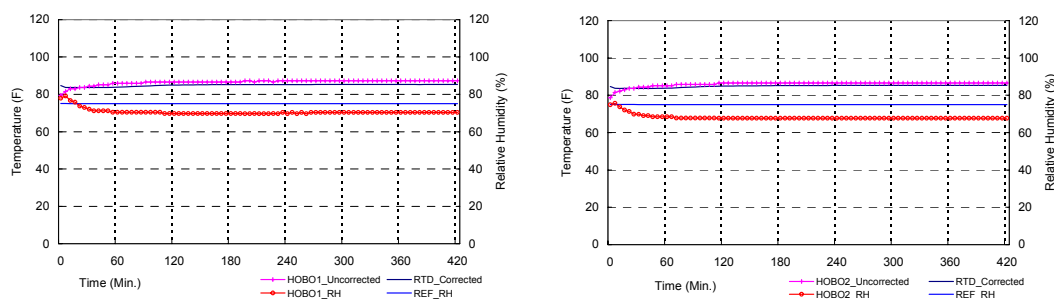 120
100
80
60
40
20
0
Temperature (F)
120
100
80
60
40
20
0
Relative Humidity (%)
0 60 120 180 240 300 360 420
Time (Min.)
HOBO1_Uncorrected
RTD_Corrected
HOBO1_RH
REF_RH
120
100
80
60
40
20
0
Temperature (F)
120
100
80
60
40
20
0
Relative Humidity (%)
0 60 120 180 240 300 360 420
Time (Min.)
HOBO2_Uncorrected
RTD_Corrected
HOBO2_RH
REF_RH